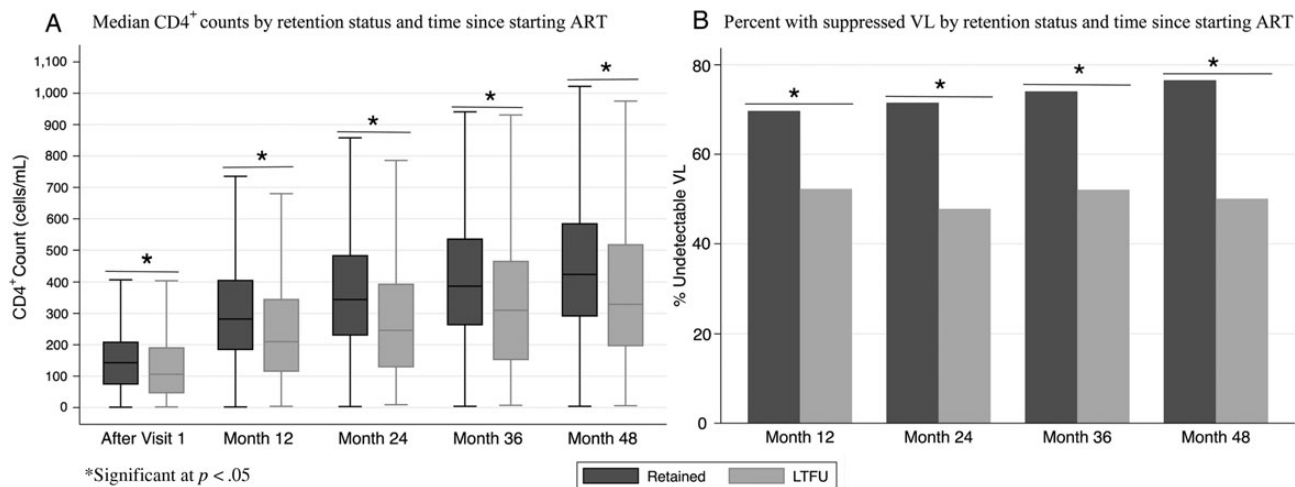 A Median CD4+ counts by retention status and time since starting ART
CD4+Count (cells/mL)
1,100
1,000
900
800
700
600
500
400
300
200
100
0
* * * * *
After Visit 1 Month 12 Month 24 Month 36 Month 48
*Significant at p < .05
B Percent with suppressed VL by retention status and time since starting ART
% Undetectable VL
80
60
40
20
0
* * * *
Month 12 Month 24 Month 36 Month 48
Retained LTFU